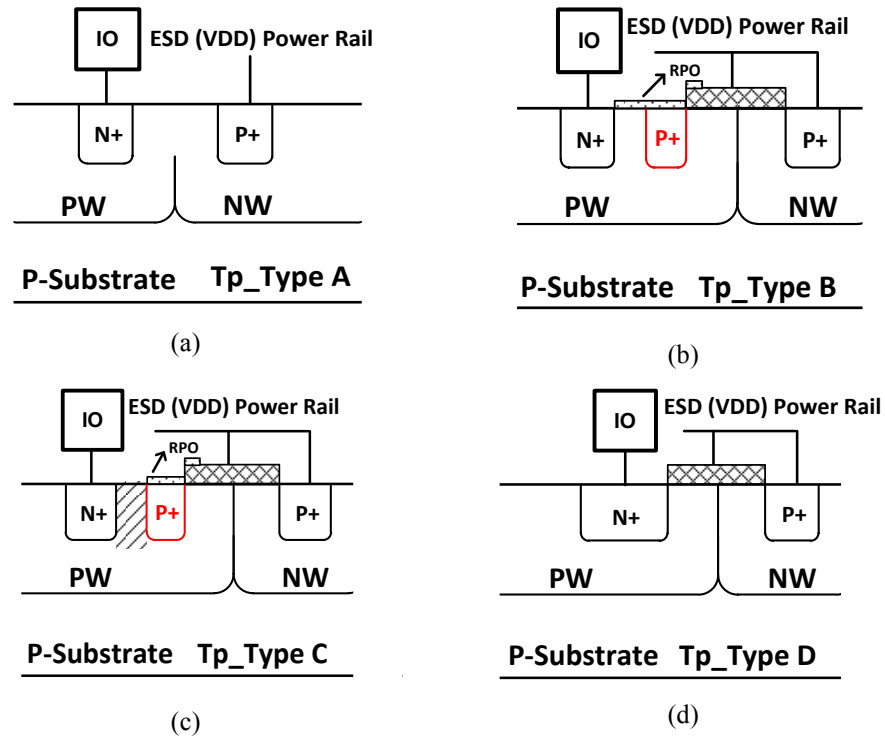 IO ESD (VDD) Power Rail
N+ P+
PW NW
P-Substrate Tp_Type A
(a)
IO ESD (VDD) Power Rail
RPO
N+ P+ P+
PW NW
P-Substrate Tp_Type B
(b)
IO ESD (VDD) Power Rail
RPO
N+ P+ P+
PW NW
P-Substrate Tp_Type C
(c)
IO ESD (VDD) Power Rail
N+ P+
PW NW
P-Substrate Tp_Type D
(d)